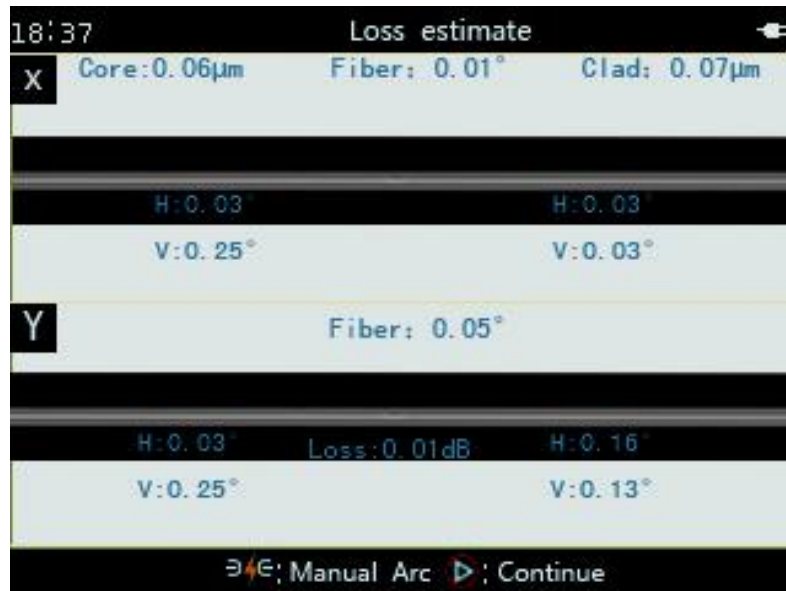 18:37 Loss estimate
X Core:0.06μm Fiber: 0.01° Clad: 0.07μm
H:0.03° H:0.03°
V:0.25° V:0.03°
Y Fiber: 0.05°
H:0.03° Loss:0.01dB H:0.16°
V:0.25° V:0.13°
: Manual Arc : Continue